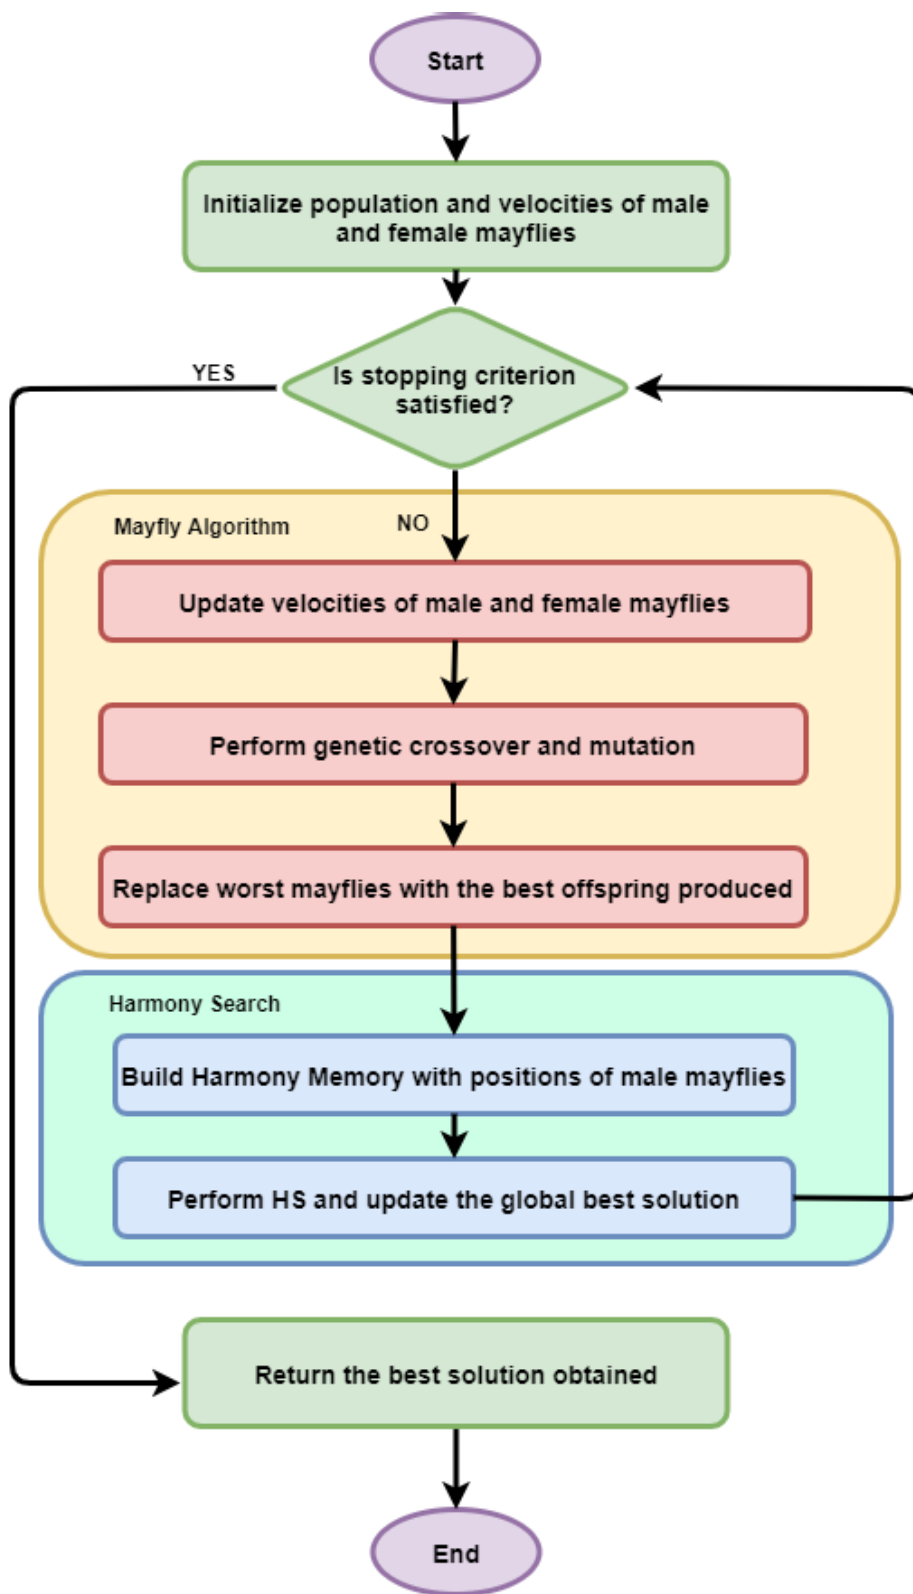 Start
Initialize population and velocities of male
and female mayflies
YES
Is stopping criterion
satisfied?
Mayfly Algorithm
NO
Update velocities of male and female mayflies
Perform genetic crossover and mutation
Replace worst mayflies with the best offspring produced
Harmony Search
Build Harmony Memory with positions of male mayflies
Perform HS and update the global best solution
Return the best solution obtained
End